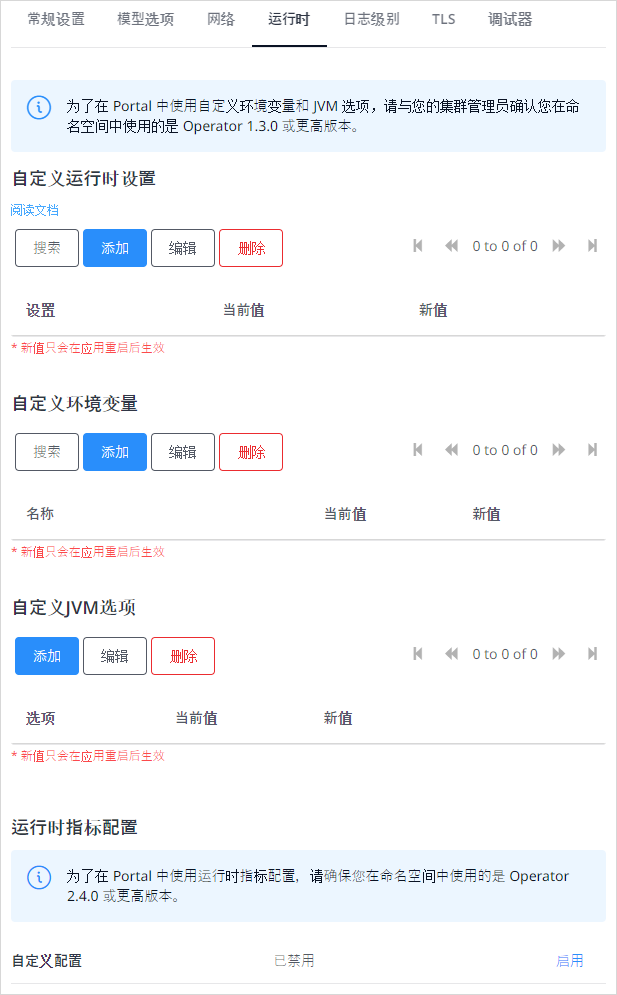 常规设置 模型选项 网络 运行时 日志级别 TLS 调试器
为了在 Portal 中使用自定义环境变量和 JVM 选项，请与您的集群管理员确认您在命
名空间中使用的是 Operator 1.3.0 或更高版本。
自定义运行时设置
阅读文档
搜索 添加 编辑 删除 0 to 0 of 0
设置 当前值 新值
* 新值只会在应用重启后生效
自定义环境变量
搜索 添加 编辑 删除 0 to 0 of 0
名称 当前值 新值
* 新值只会在应用重启后生效
自定义JVM选项
添加 编辑 删除 0 to 0 of 0
选项 当前值 新值
* 新值只会在应用重启后生效
运行时指标配置
为了在 Portal 中使用运行时指标配置，请确保您在命名空间中使用的是 Operator
2.4.0 或更高版本。
自定义配置 已禁用 启用